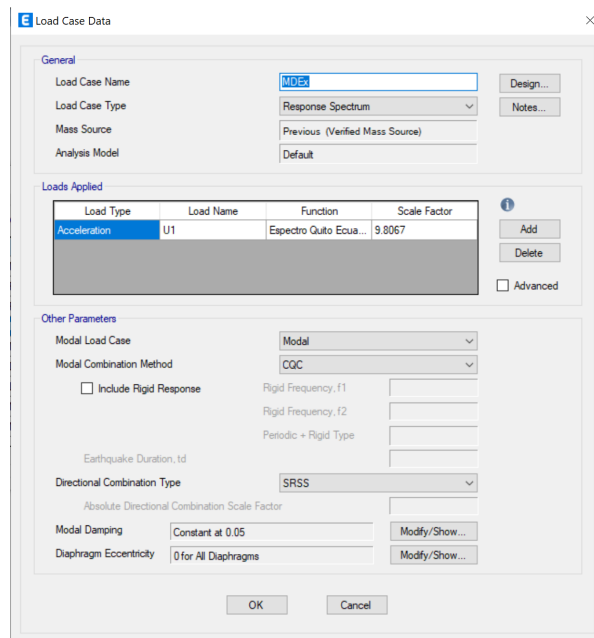 E Load Case Data
General
Load Case Name MDEx Design...
Load Case Type Response Spectrum Notes...
Mass Source Previous (Verified Mass Source)
Analysis Model Default
Loads Applied
Load Type Load Name Function Scale Factor
Acceleration U1 Espectro Quito Ecua... 9.8067
Add
Delete
Advanced
Other Parameters
Modal Load Case Modal
Modal Combination Method CQC
Include Rigid Response Rigid Frequency, f1
Rigid Frequency, f2
Periodic + Rigid Type
Earthquake Duration, td
Directional Combination Type SRSS
Absolute Directional Combination Scale Factor
Modal Damping Constant at 0.05 Modify/Show...
Diaphragm Eccentricity 0 for All Diaphragms Modify/Show...
OK Cancel